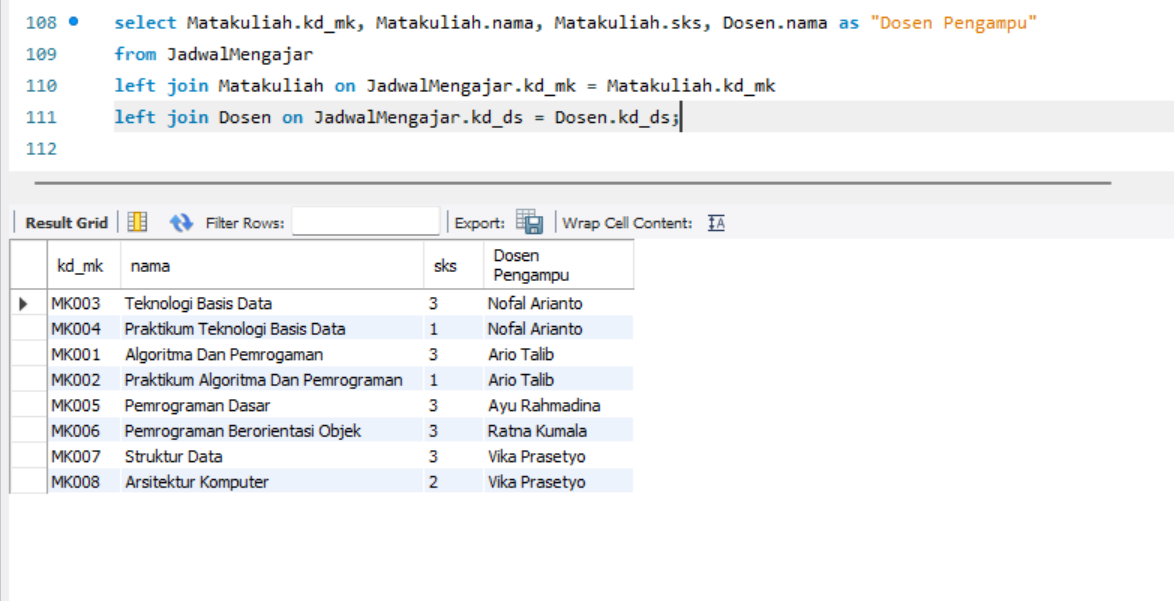 108 select Matakuliah.kd_mk, Matakuliah.nama, Matakuliah.sks, Dosen.nama as "Dosen Pengampu"
109 from JadwalMengajar
110 left join Matakuliah on JadwalMengajar.kd_mk = Matakuliah.kd_mk
111 left join Dosen on JadwalMengajar.kd_ds = Dosen.kd_ds;
112
Result Grid Filter Rows: Export: Wrap Cell Content: IA
kd_mk nama sks Dosen Pengampu
MK003 Teknologi Basis Data 3 Nofal Arianto
MK004 Praktikum Teknologi Basis Data 1 Nofal Arianto
MK001 Algoritma Dan Pemrogaman 3 Ario Talib
MK002 Praktikum Algoritma Dan Pemrograman 1 Ario Talib
MK005 Pemrograman Dasar 3 Ayu Rahmadina
MK006 Pemrograman Berorientasi Objek 3 Ratna Kumala
MK007 Struktur Data 3 Vika Prasetyo
MK008 Arsitektur Komputer 2 Vika Prasetyo